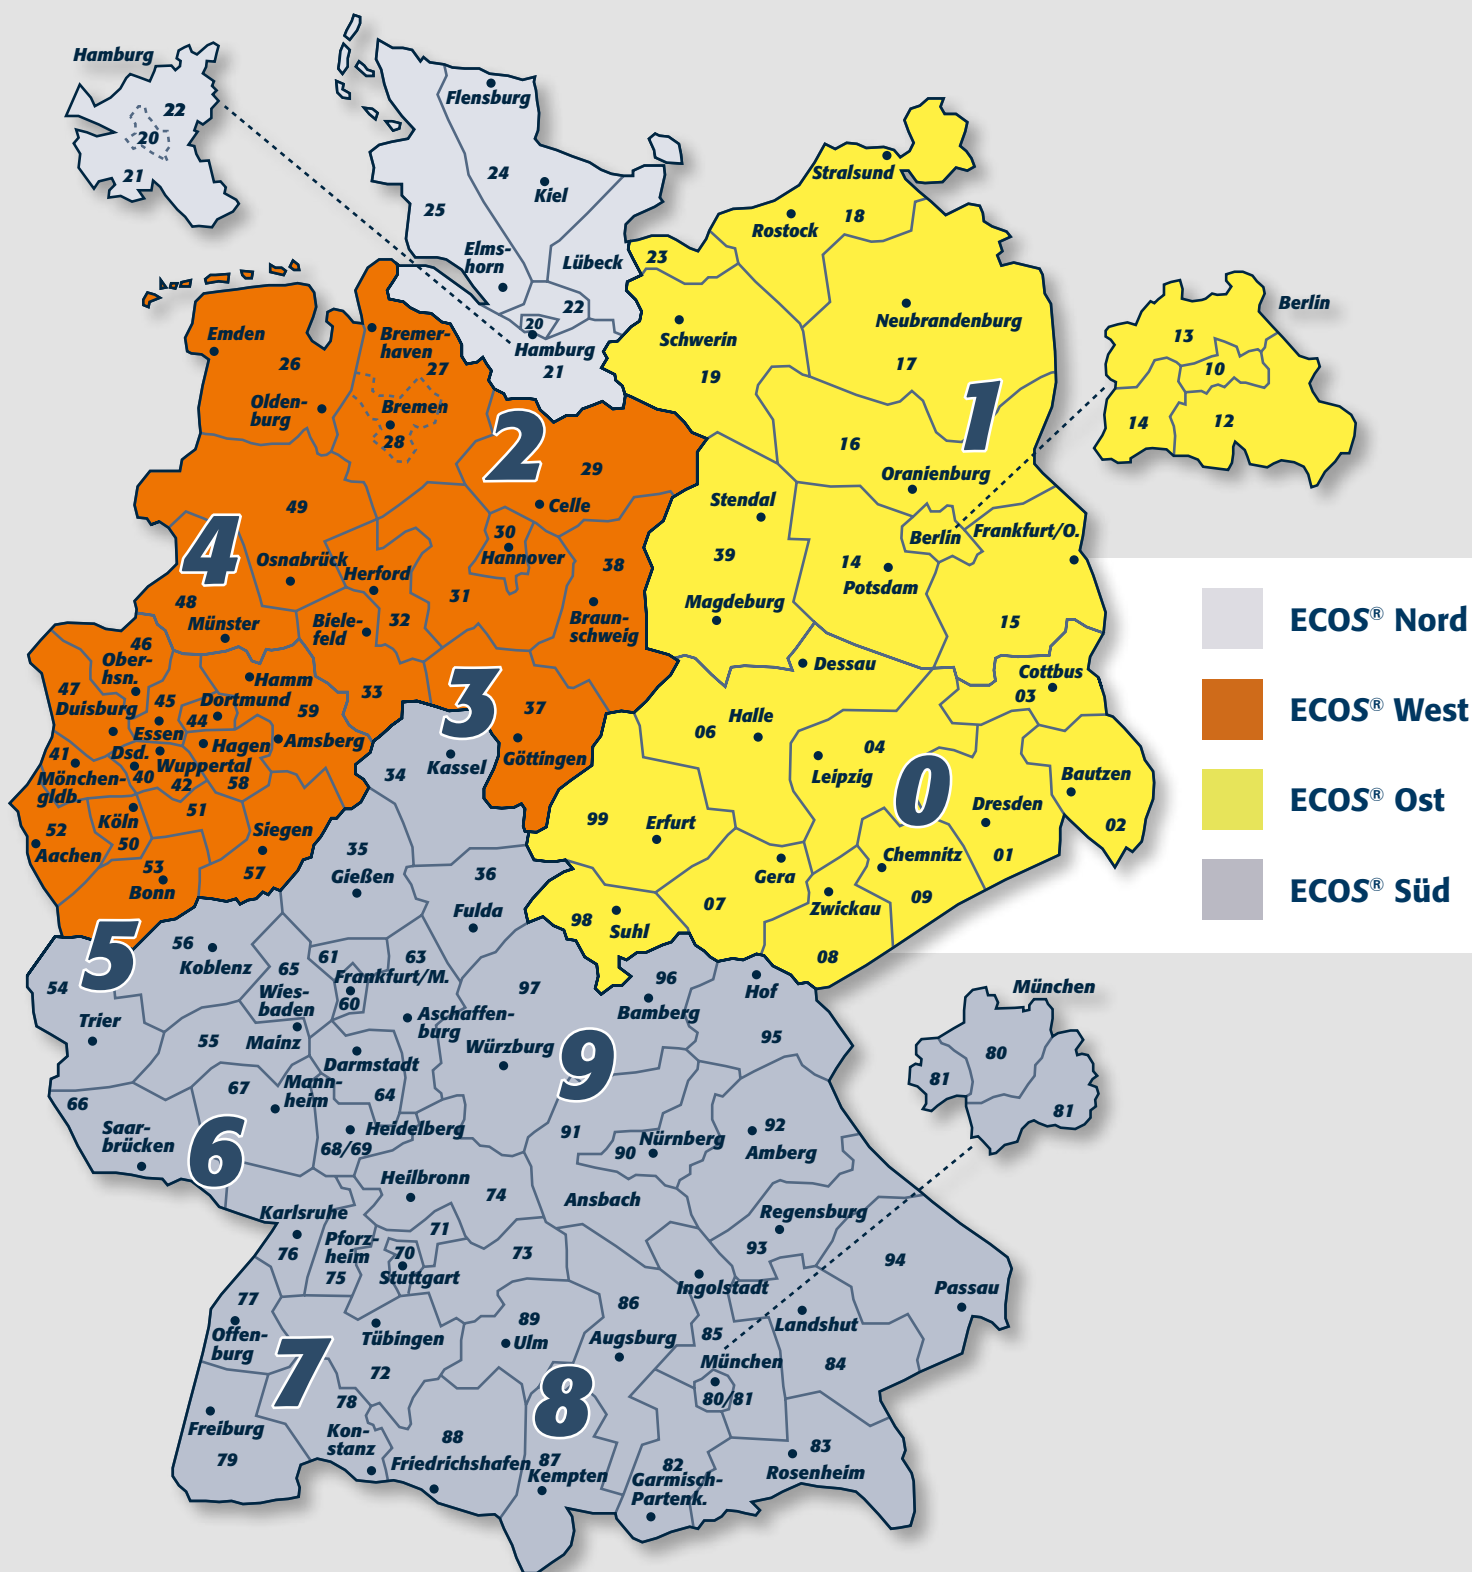 Hamburg
22
20
21
Flensburg
24
Kiel
25
Elms-
horn
Lübeck
22
20
Hamburg
21
Stralsund
18
Rostock
23
Schwerin
19
Neubrandenburg
17
1
16
Oranienburg
Berlin
13
10
14
12
Emden
26
Bremer-
haven
27
Olden-
burg
Bremen
28
2
29
Celle
49
4
30
Hannover
Osnabrück
Herford
31
38
Braun-
schweig
48
Münster
Biele-
feld
32
Stendal
39
Magdeburg
Berlin
Frankfurt/O.
14
Potsdam
15
Dessau
Cottbus
03
46
Ober-
hsn.
47
Duisburg
45
Essen
Hamm
Dortmund
44
59
33
3
37
Göttingen
41
Dsd.
Hagen
Arnsberg
Mönchen-
gldb.
40
Wuppertal
42
58
51
Köln
50
52
Aachen
53
Bonn
Siegen
57
34
Kassel
06
Halle
04
Leipzig
0
Bautzen
02
Dresden
01
99
Erfurt
Chemnitz
09
Gera
07
Zwickau
08
98
Suhl
ECOS® Nord
ECOS® West
ECOS® Ost
ECOS® Süd
35
Gießen
36
Fulda
5
56
Koblenz
54
Trier
65
61
63
Frankfurt/M.
60
Wies-
baden
Mainz
55
Aschaffen-
burg
97
Würzburg
96
Bamberg
Hof
95
9
Darmstadt
64
67
Mann-
heim
66
Saar-
brücken
6
Heidelberg
68/69
91
90
Nürnberg
92
Amberg
Ansbach
München
80
81
81
Heilbronn
74
Karlsruhe
76
Pforz-
heim
75
71
70
Stuttgart
73
Regensburg
93
94
Passau
Ingolstadt
77
Offen-
burg
7
Tübingen
72
89
Ulm
86
Augsburg
85
München
80/81
Landshut
84
78
Kon-
stanz
Freiburg
79
8
88
Friedrichshafen
87
Kempten
82
Garmisch-
Partenk.
83
Rosenheim